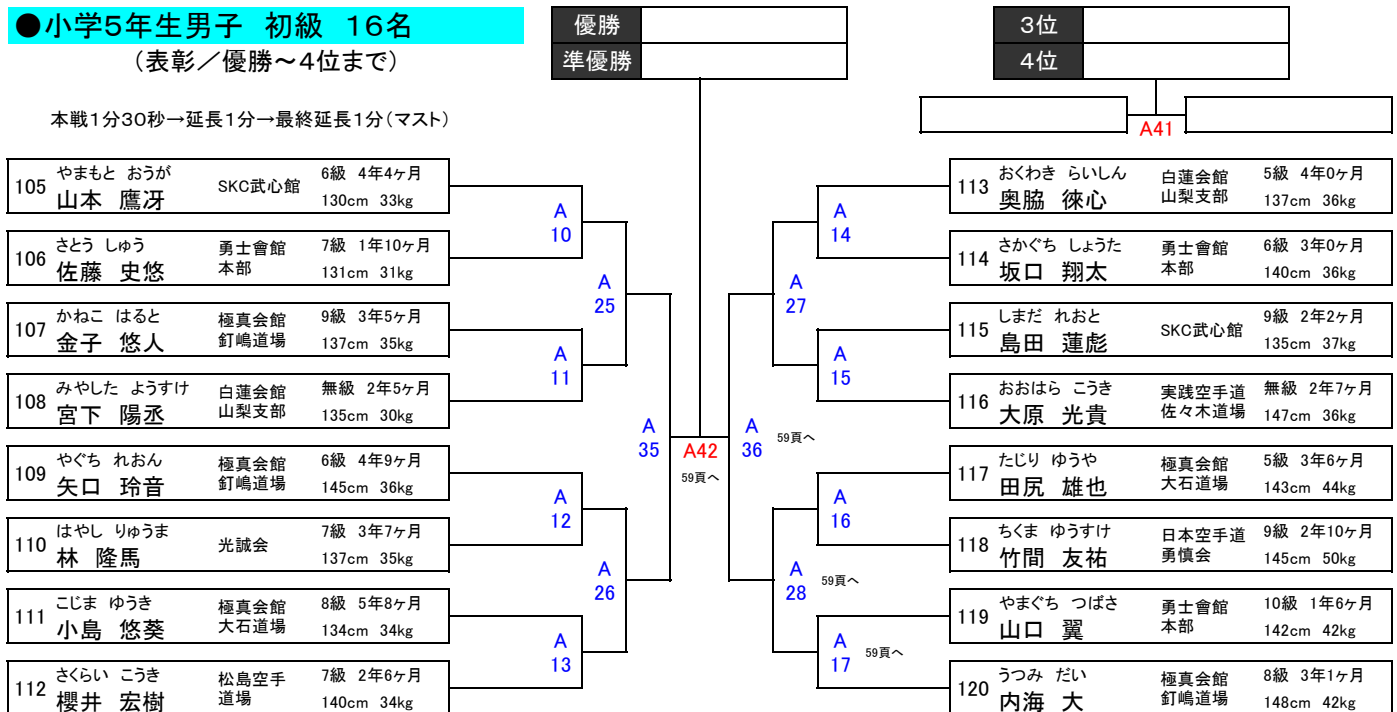 ●小学5年生男子 初級 16名
(表彰/優勝~4位まで)
本戦1分30秒→延長1分→最終延長1分(マスト)
優勝
準優勝
3位
4位
A41
105 やまもと おうが SKC武心館 6級 4年4ヶ月
山本 鷹冴 130cm 33kg
106 さとう しゅう 勇士會館 7級 1年10ヶ月
佐藤 史悠 本部 131cm 31kg
107 かねこ はると 極真会館 9級 3年5ヶ月
金子 悠人 釘嶋道場 137cm 35kg
108 みやした ようすけ 白蓮会館 無級 2年5ヶ月
宮下 陽丞 山梨支部 135cm 30kg
109 やぐち れおん 極真会館 6級 4年9ヶ月
矢口 玲音 釘嶋道場 145cm 36kg
110 はやし りゅうま 光誠会 7級 3年7ヶ月
林 隆馬 137cm 35kg
111 こじま ゆうき 極真会館 8級 5年8ヶ月
小島 悠葵 大石道場 134cm 34kg
112 さくらい こうき 松島空手 7級 2年6ヶ月
櫻井 宏樹 道場 140cm 34kg
A
10
A
11
A
12
A
13
A
25
A
26
A
35
A42
59頁へ
A
36
59頁へ
A
27
A
28
59頁へ
A
14
A
15
A
16
A
17
59頁へ
113 おくわき らいしん 白蓮会館 5級 4年0ヶ月
奥脇 徠心 山梨支部 137cm 36kg
114 さかぐち しょうた 勇士會館 6級 3年0ヶ月
坂口 翔太 本部 140cm 36kg
115 しまだ れおと SKC武心館 9級 2年2ヶ月
島田 蓮彪 135cm 37kg
116 おおはら こうき 実践空手道 無級 2年7ヶ月
大原 光貴 佐々木道場 147cm 36kg
117 たじり ゆうや 極真会館 5級 3年6ヶ月
田尻 雄也 大石道場 143cm 44kg
118 ちくま ゆうすけ 日本空手道 9級 2年10ヶ月
竹間 友祐 勇慎会 145cm 50kg
119 やまぐち つばさ 勇士會館 10級 1年6ヶ月
山口 翼 本部 142cm 42kg
120 うつみ だい 極真会館 8級 3年1ヶ月
内海 大 釘嶋道場 148cm 42kg